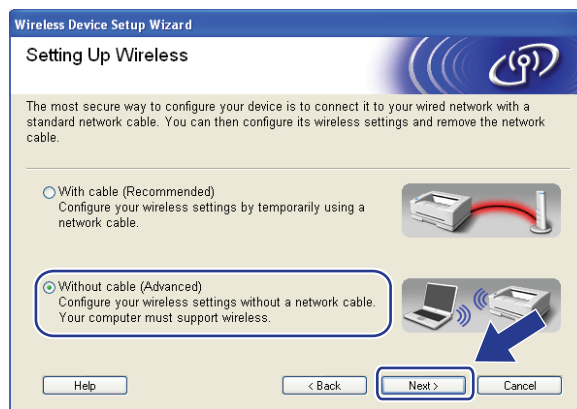 Wireless Device Setup Wizard
Setting Up Wireless
The most secure way to configure your device is to connect it to your wired network with a
standard network cable. You can then configure its wireless settings and remove the network
cable.
With cable (Recommended)
Configure your wireless settings by temporarily using a
network cable.
Without cable (Advanced)
Configure your wireless settings without a network cable.
Your computer must support wireless.
Help
< Back
Next >
Cancel